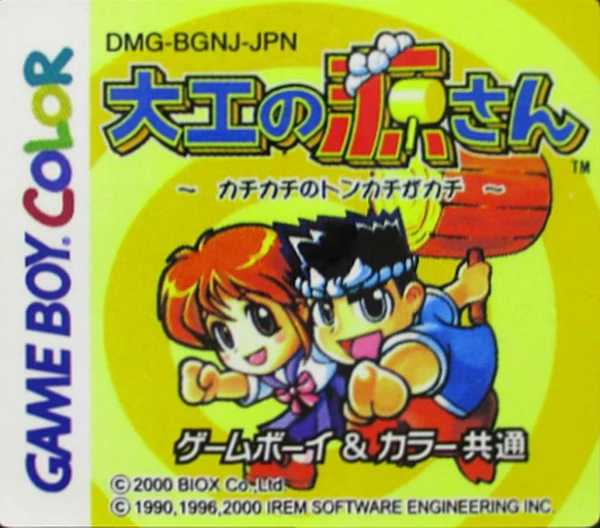 DMG-BGNJ-JPN
大工の源さん
TM
～ カチカチのトンカチがカチ ～
GAME BOY COLOR
ゲームボーイ & カラー共通
©2000 BIOX Co.,Ltd.
©1990,1996,2000 IREM SOFTWARE ENGINEERING INC.